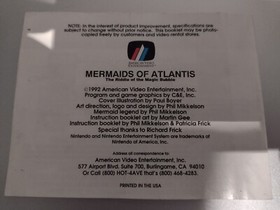 NOTE: In the interest of product improvement, specifications are
subject to change without prior notice. This booklet may be photo-
copied freely by customers and video rental stores.
MERMAIDS OF ATLANTIS
The Riddle of the Magic Bubble
©1992 American Video Entertainment, Inc.
Program and game graphics by C&E, Inc.
Cover Illustration by Paul Boyer
Art direction, logo and design by Phil Mikkelson
Mermaid legend by Phil Mikkelson
Instruction booklet art by Martin Gee
Instruction booklet by Phil Mikkelson & Patricia Frick
Special thanks to Richard Frick
Nintendo and Nintendo Entertainment System are trademarks of
Nintendo of America, Inc.
Address all correspondence to:
American Video Entertainment, Inc.
577 Airport Blvd. Suite 700, Burlingame, CA 94010
Or Call (800) HOT-4AVE that's (800) 468-4283.
PRINTED IN THE USA